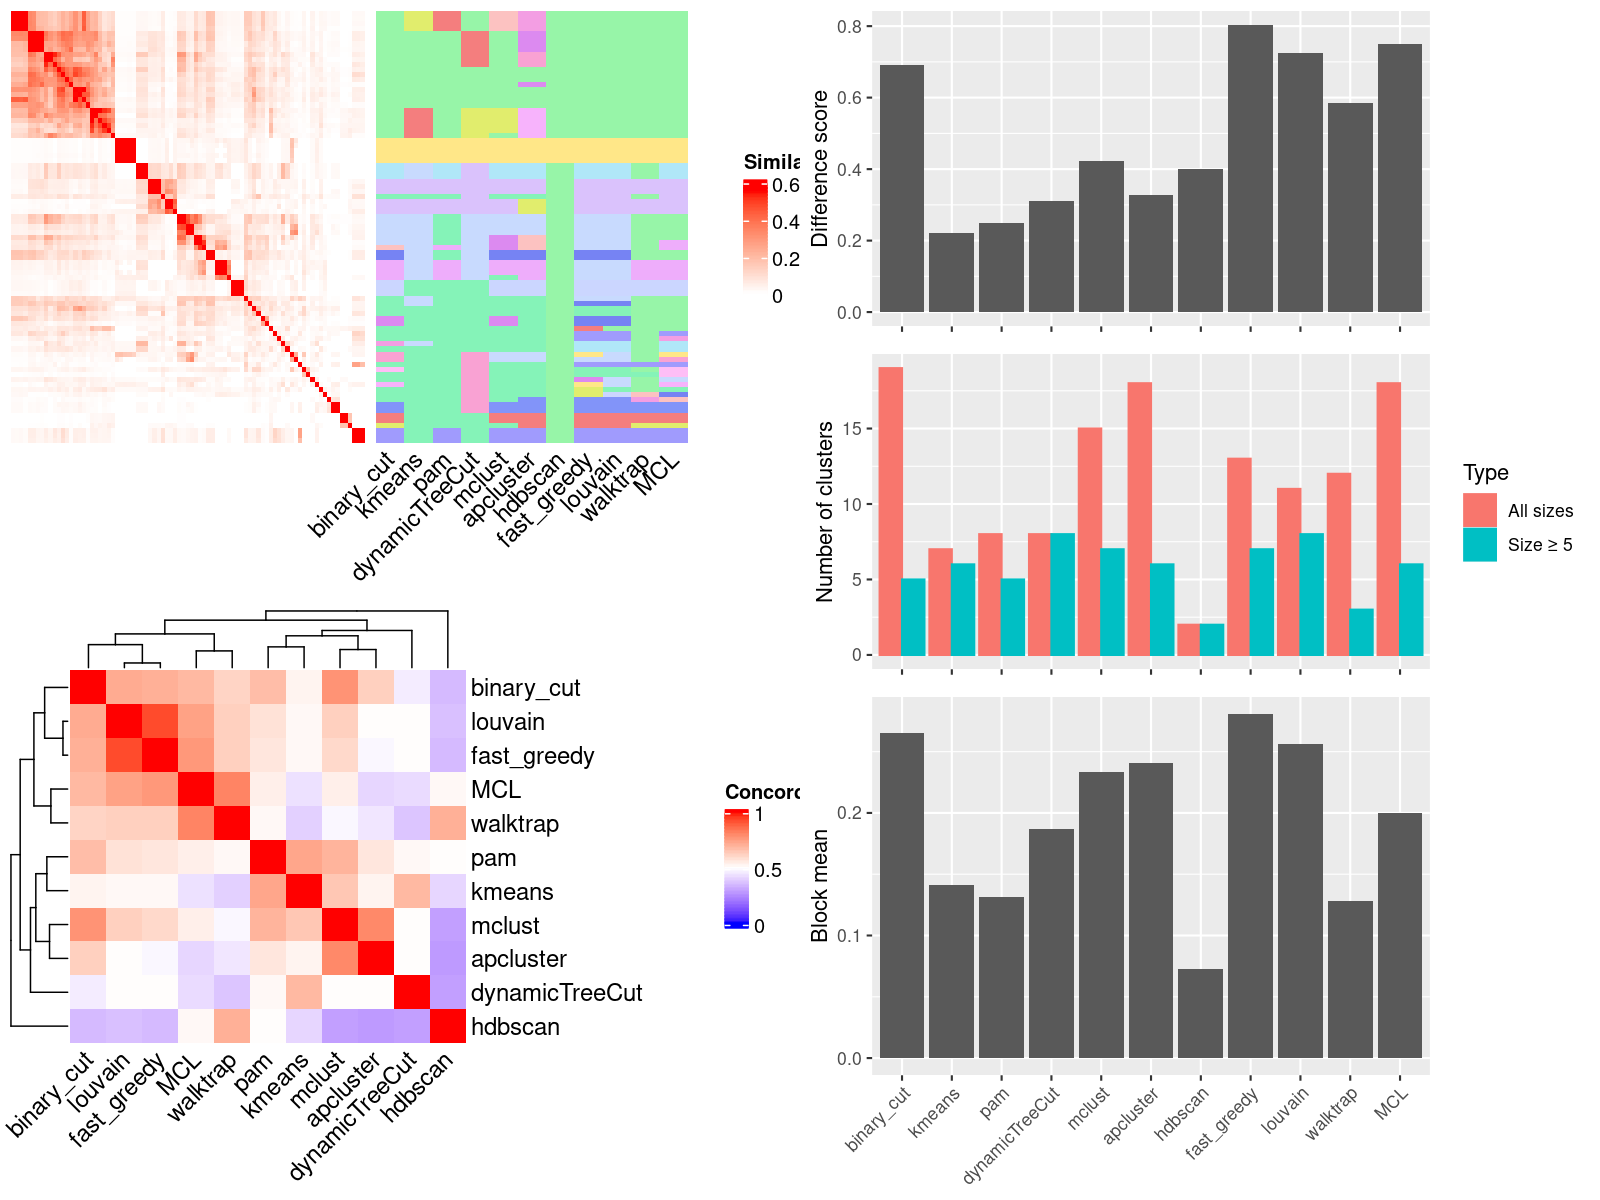 Simila
0.6
0.4
0.2
0
binary_cut
kmeans
pam
dynamicTreeCut
mclust
apcluster
hdbscan
fast_greedy
louvain
walktrap
MCL
Difference score
0.8
0.6
0.4
0.2
0.0
Number of clusters
15
10
5
0
Type
All sizes
Size ≥ 5
binary_cut
louvain
fast_greedy
MCL
walktrap
pam
kmeans
mclust
apcluster
dynamicTreeCut
hdbscan
binary_cut
louvain
fast_greedy
MCL
walktrap
pam
kmeans
mclust
apcluster
dynamicTreeCut
hdbscan
Concord
1
0.5
0
Block mean
0.2
0.1
0.0
binary_cut
kmeans
pam
dynamicTreeCut
mclust
apcluster
hdbscan
fast_greedy
louvain
walktrap
MCL